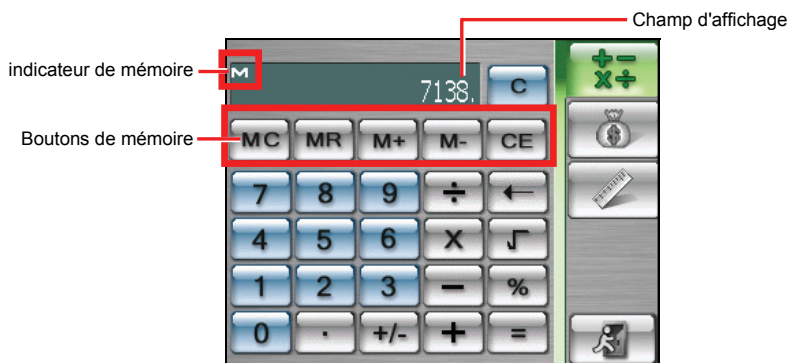 Champ d'affichage
indicateur de mémoire
M
7138.
C
Boutons de mémoire
MC MR M+ M- CE
7 8 9 ÷ ←
4 5 6 X √
1 2 3 − %
0 . +/- + =
+ −
X ÷
$